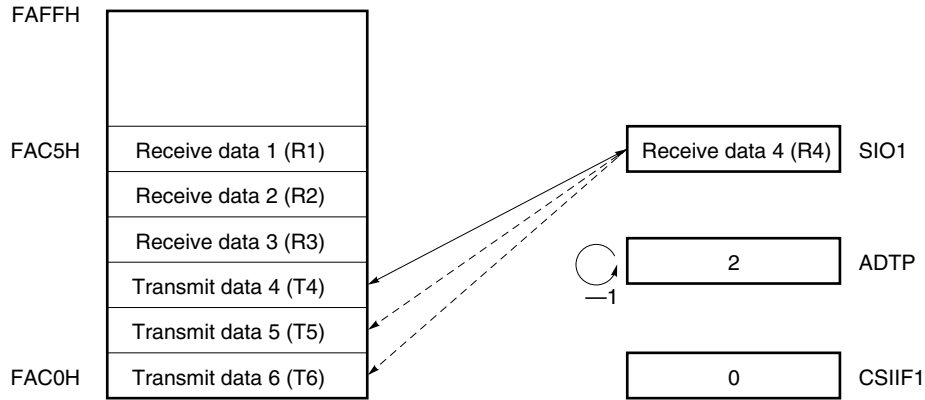 FAFFH
FAC5H Receive data 1 (R1) Receive data 4 (R4) SIO1
Receive data 2 (R2)
Receive data 3 (R3) 2 ADTP
Transmit data 4 (T4) —1
Transmit data 5 (T5)
FAC0H Transmit data 6 (T6) 0 CSIIF1